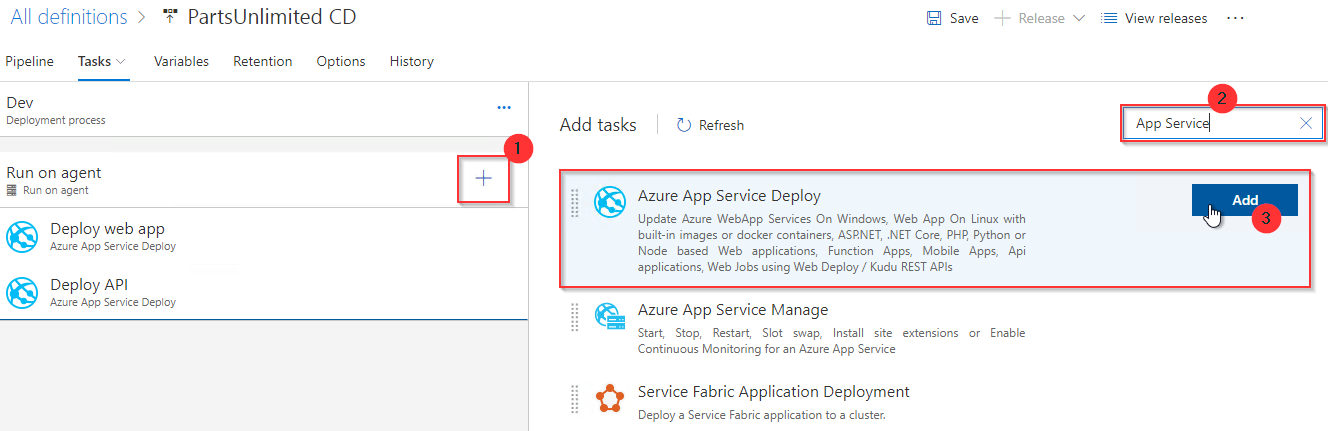 All definitions > PartsUnlimited CD
Save
Release
View releases
...
Pipeline
Tasks
Variables
Retention
Options
History
Dev
Deployment process
...
1
Run on agent
Run on agent
Deploy web app
Azure App Service Deploy
Deploy API
Azure App Service Deploy
Add tasks
Refresh
2
App Service
Azure App Service Deploy
Update Azure WebApp Services On Windows, Web App On Linux with
built-in images or docker containers, ASP.NET, .NET Core, PHP, Python or
Node based Web applications, Function Apps, Mobile Apps, Api
applications, Web Jobs using Web Deploy / Kudu REST APIs
Add
3
Azure App Service Manage
Start, Stop, Restart, Slot swap, Install site extensions or Enable
Continuous Monitoring for an Azure App Service
Service Fabric Application Deployment
Deploy a Service Fabric application to a cluster.